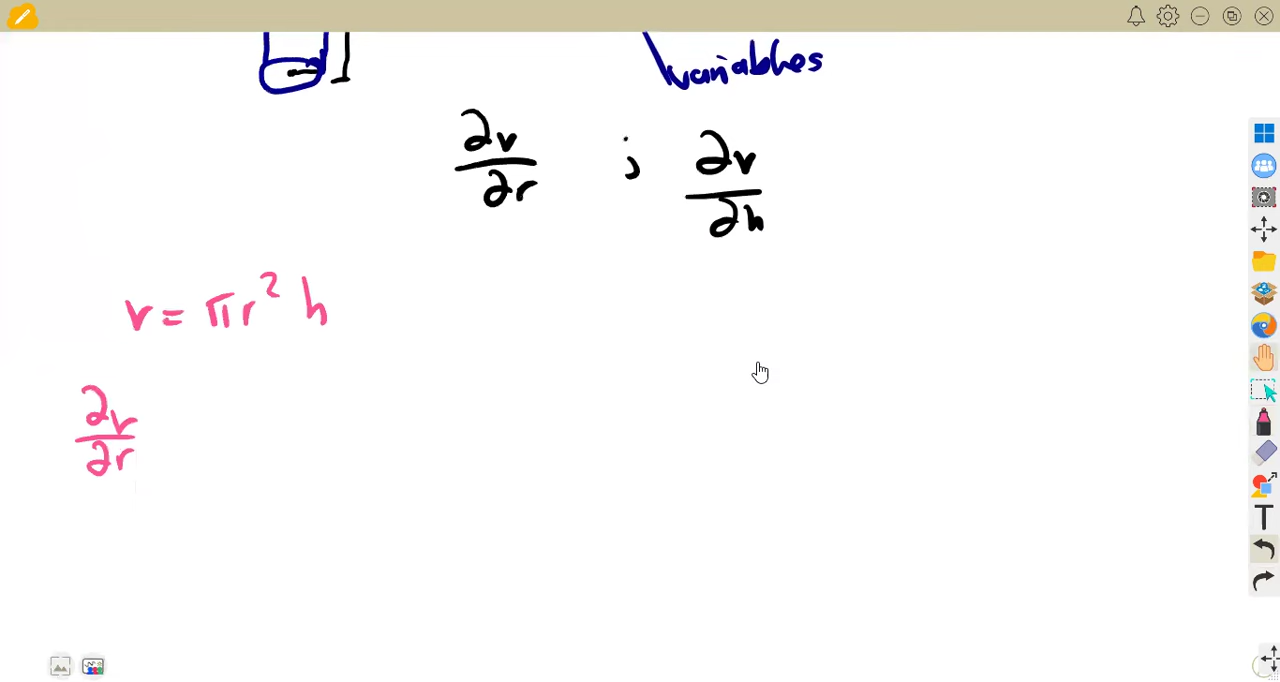 variables
∂v/∂r ; ∂v/∂h
v = πr² h
∂v/∂r
T